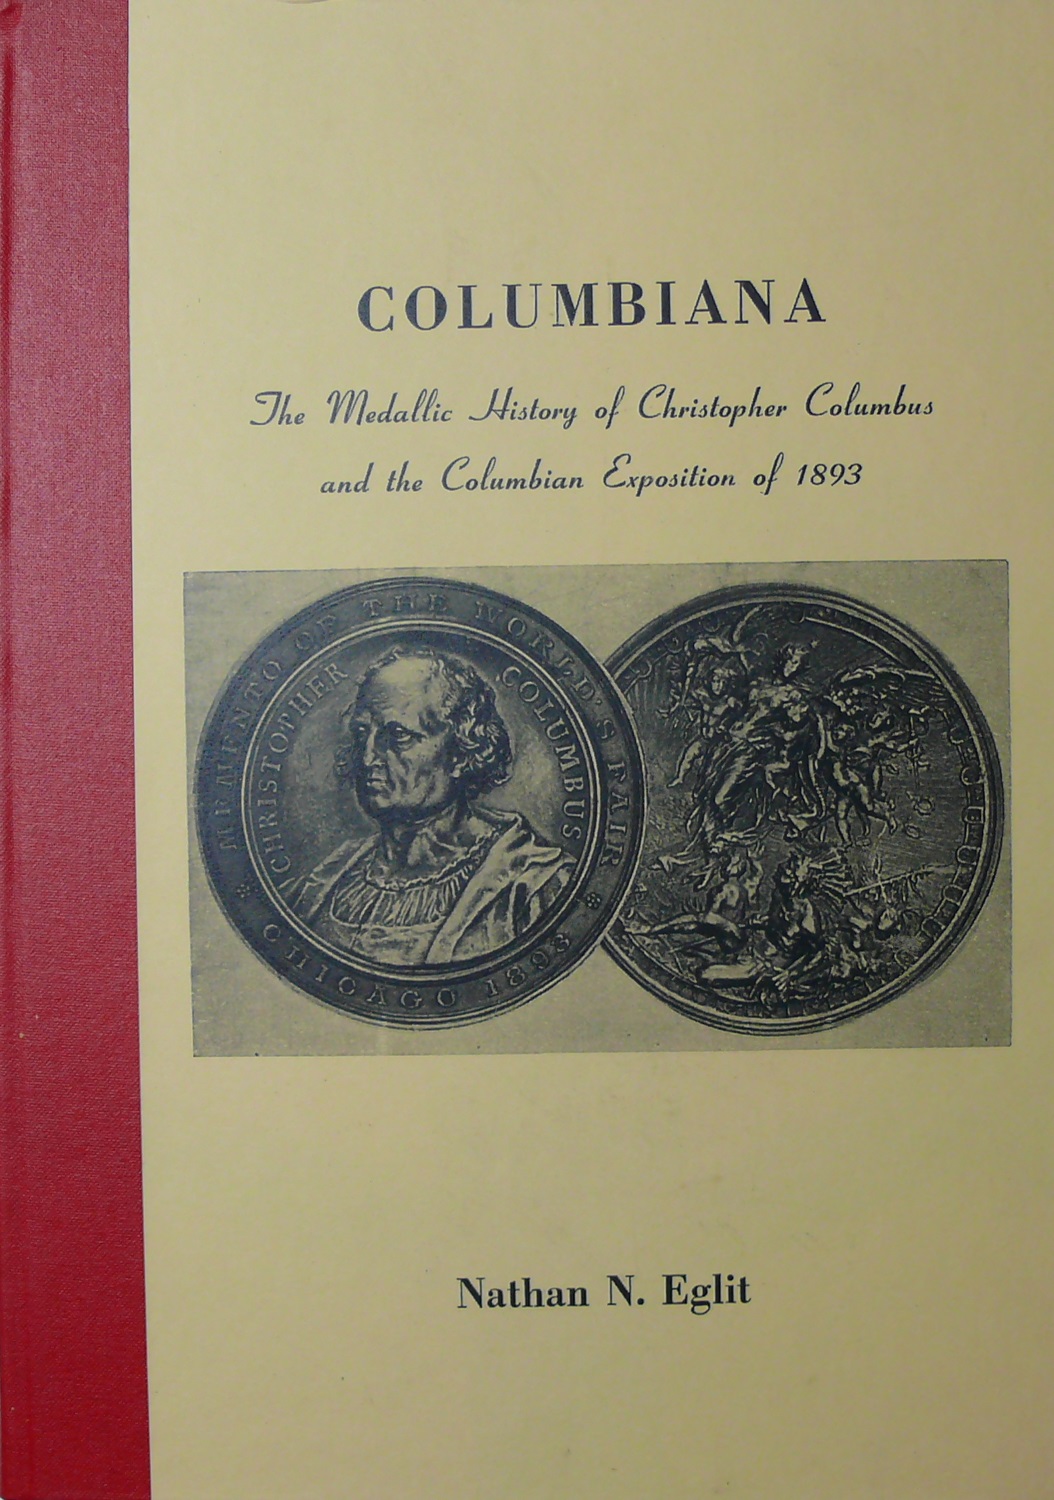 COLUMBIANA
The Medallic History of Christopher Columbus
and the Columbian Exposition of 1893
MEMENTO OF THE WORLD'S FAIR
CHRISTOPHER COLUMBUS
CHICAGO 1893
Nathan N. Eglit